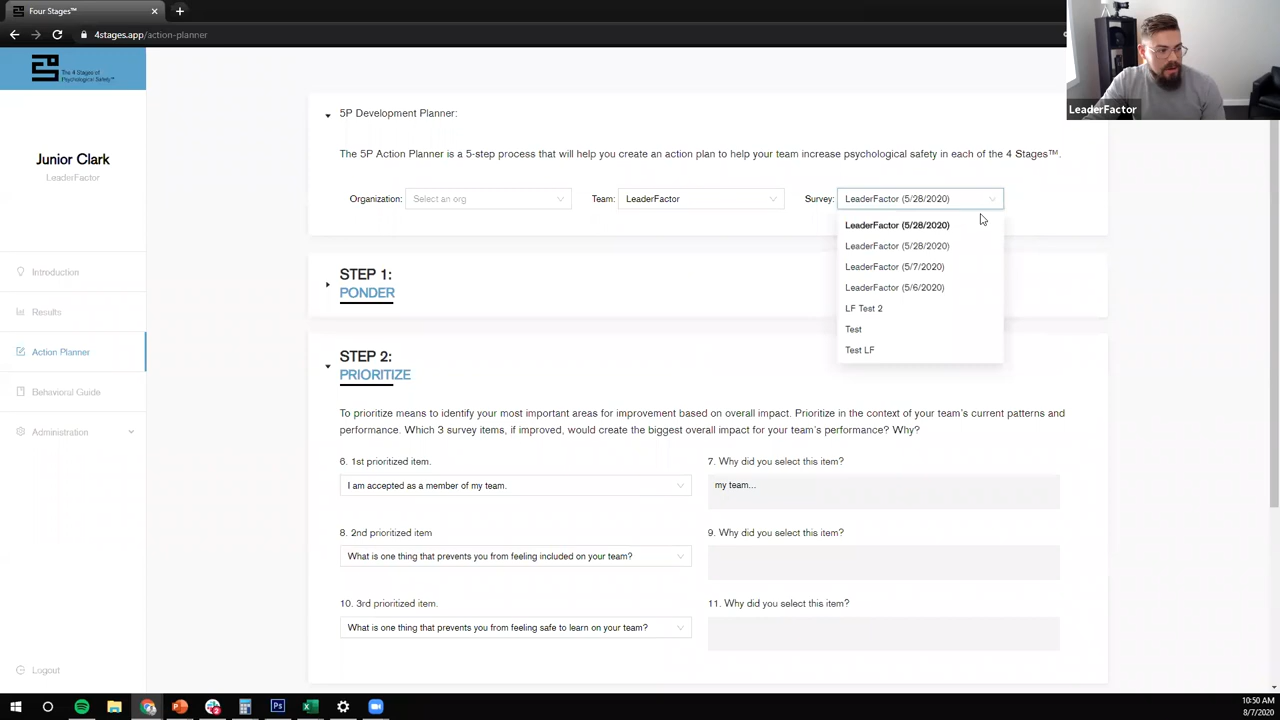 Four Stages™
4stages.app/action-planner
The 4 Stages of
Psychological Safety™
LeaderFactor
Junior Clark
LeaderFactor
Introduction
Results
Action Planner
Behavioral Guide
Administration
Logout
5P Development Planner:
The 5P Action Planner is a 5-step process that will help you create an action plan to help your team increase psychological safety in each of the 4 Stages™.
Organization: Select an org Team: LeaderFactor Survey: LeaderFactor (5/28/2020)
LeaderFactor (5/28/2020)
LeaderFactor (5/28/2020)
LeaderFactor (5/7/2020)
LeaderFactor (5/6/2020)
LF Test 2
Test
Test LF
STEP 1:
PONDER
STEP 2:
PRIORITIZE
To prioritize means to identify your most important areas for improvement based on overall impact. Prioritize in the context of your team's current patterns and
performance. Which 3 survey items, if improved, would create the biggest overall impact for your team's performance? Why?
6. 1st prioritized item.
I am accepted as a member of my team.
7. Why did you select this item?
my team...
8. 2nd prioritized item
What is one thing that prevents you from feeling included on your team?
9. Why did you select this item?
10. 3rd prioritized item.
What is one thing that prevents you from feeling safe to learn on your team?
11. Why did you select this item?
10:50 AM
8/7/2020